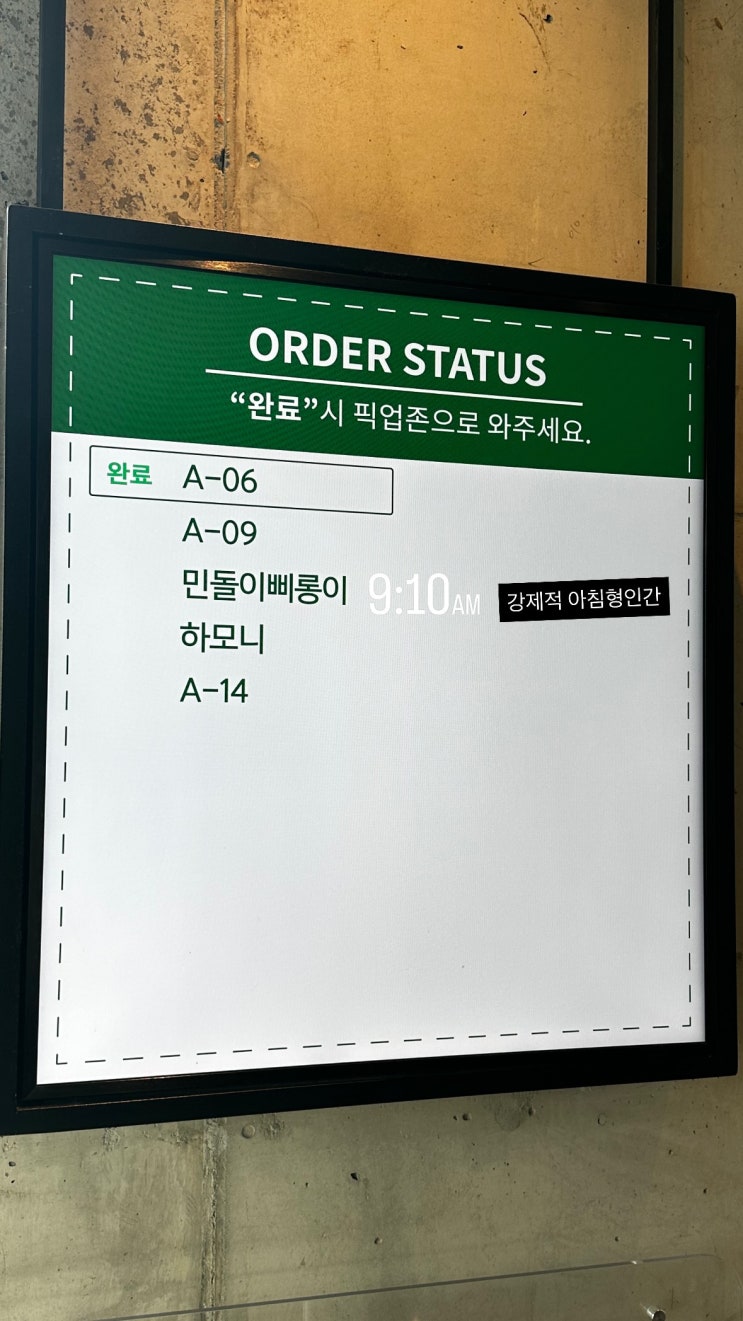 ORDER STATUS
“완료”시 픽업존으로 와주세요.
완료 A-06
A-09
민돌이삐롱이 9:10AM 강제적 아침형인간
하모니
A-14